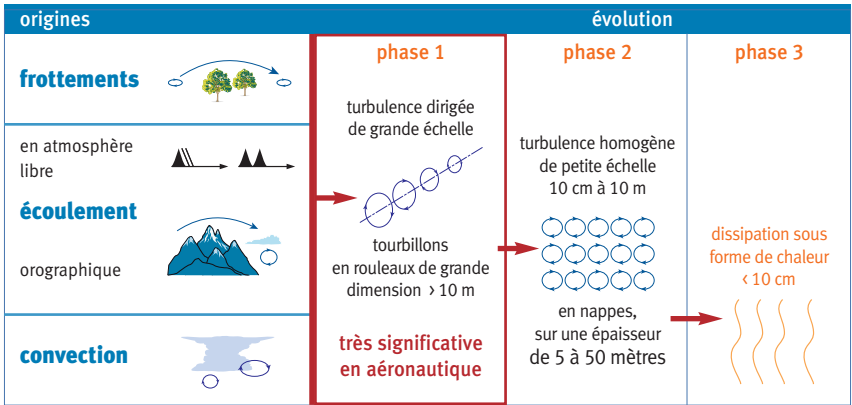 origines
évolution
frottements
en atmosphère
libre
écoulement
orographique
convection
phase 1
turbulence dirigée
de grande échelle
tourbillons
en rouleaux de grande
dimension > 10 m
très significative
en aéronautique
phase 2
turbulence homogène
de petite échelle
10 cm à 10 m
en nappes,
sur une épaisseur
de 5 à 50 mètres
phase 3
dissipation sous
forme de chaleur
< 10 cm